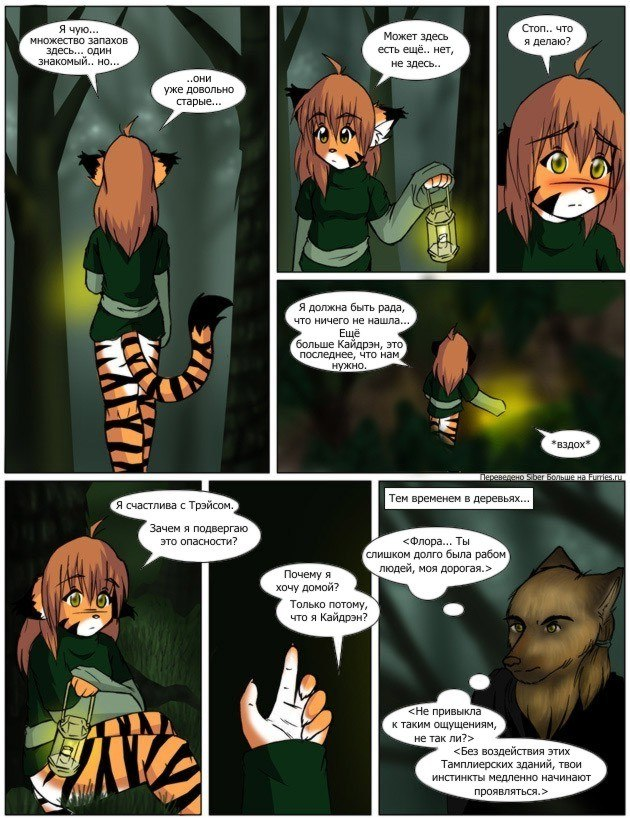 Я чую...
множество запахов
здесь... один
знакомый.. но...
..они
уже довольно
старые...
Может здесь
есть ещё.. нет,
не здесь..
Стоп.. что
я делаю?
Я должна быть рада,
что ничего не нашла...
Ещё
больше Кайдрэн, это
последнее, что нам
нужно.
*вздох*
Переведено Siber Больше на Furries.ru
Я счастлива с Трэйсом.
Зачем я подвергаю
это опасности?
Почему я
хочу домой?
Только потому,
что я Кайдрэн?
Тем временем в деревьях...
<Флора... Ты
слишком долго была рабом
людей, моя дорогая.>
<Не привыкла
к таким ощущениям,
не так ли?>
<Без воздействия этих
Тамплиерских зданий, твои
инстинкты медленно начинают
проявляться.>